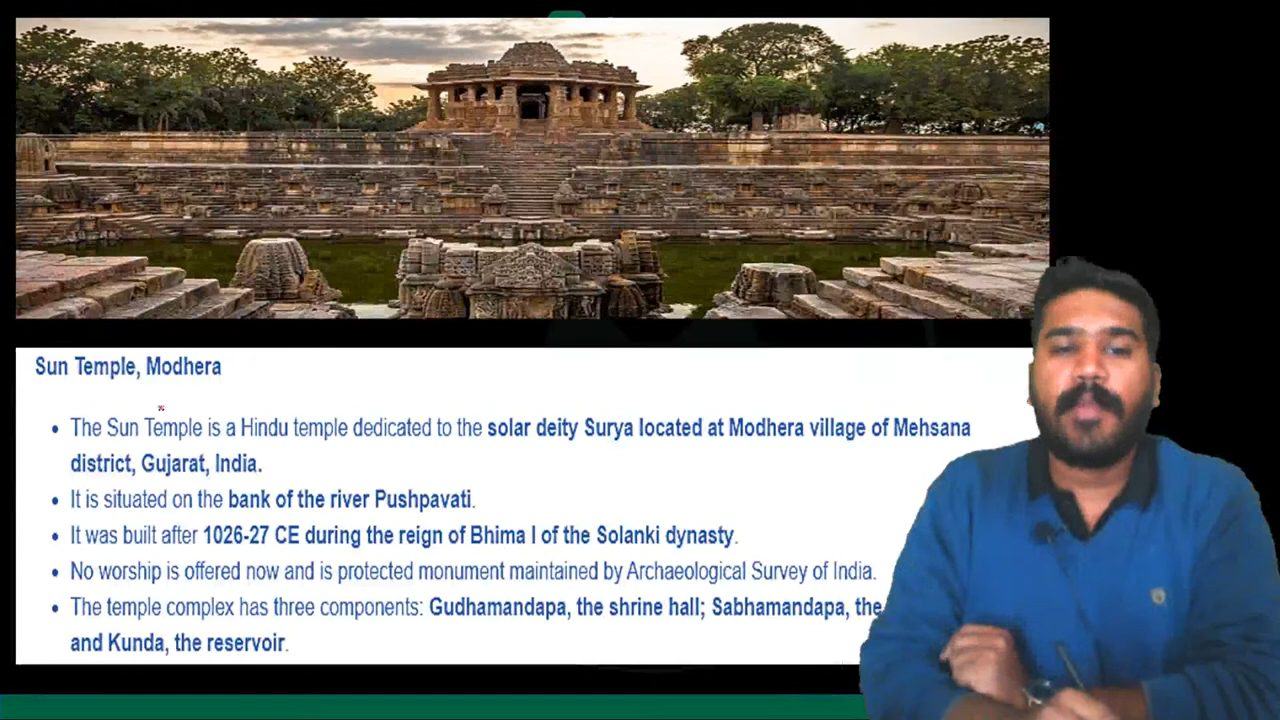 Sun Temple, Modhera
• The Sun Temple is a Hindu temple dedicated to the solar deity Surya located at Modhera village of Mehsana
district, Gujarat, India.
• It is situated on the bank of the river Pushpavati.
• It was built after 1026-27 CE during the reign of Bhima I of the Solanki dynasty.
• No worship is offered now and is protected monument maintained by Archaeological Survey of India.
• The temple complex has three components: Gudhamandapa, the shrine hall; Sabhamandapa, the
and Kunda, the reservoir.